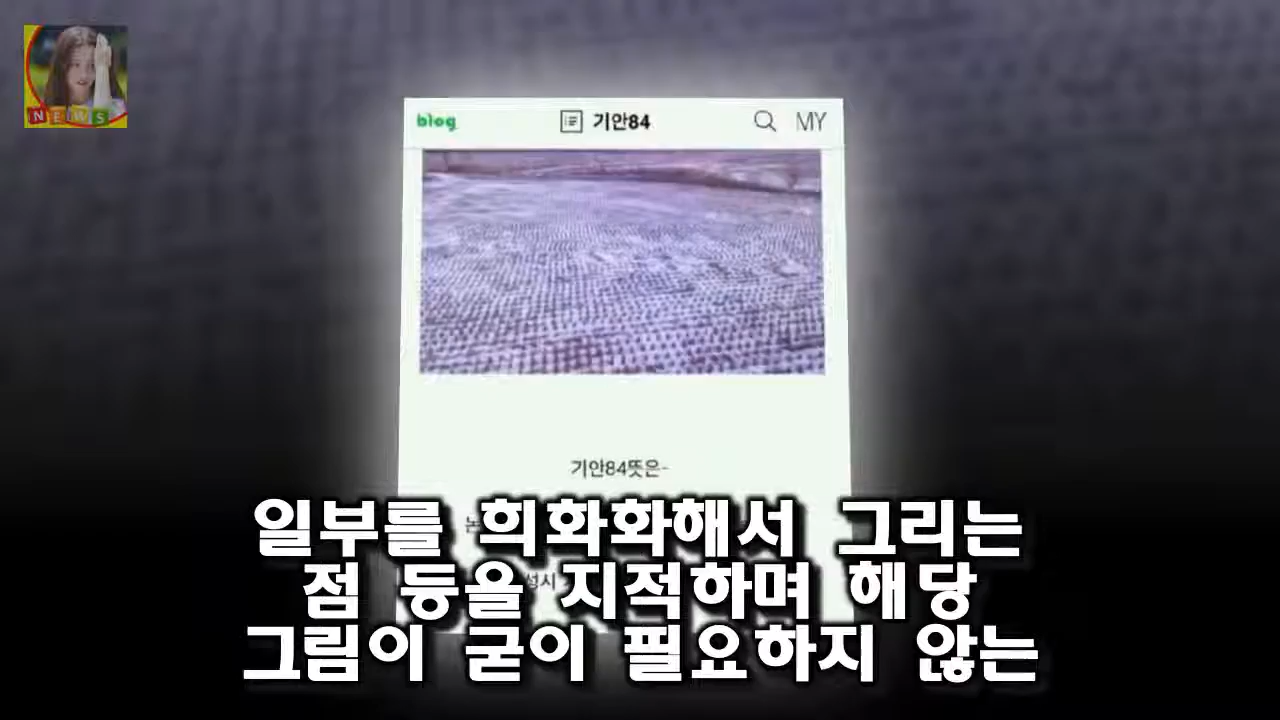 NEWS
blog
기안84
MY
기안84뜻은-
일부를 희화화해서 그리는
점 등을 지적하며 해당
그림이 굳이 필요하지 않는